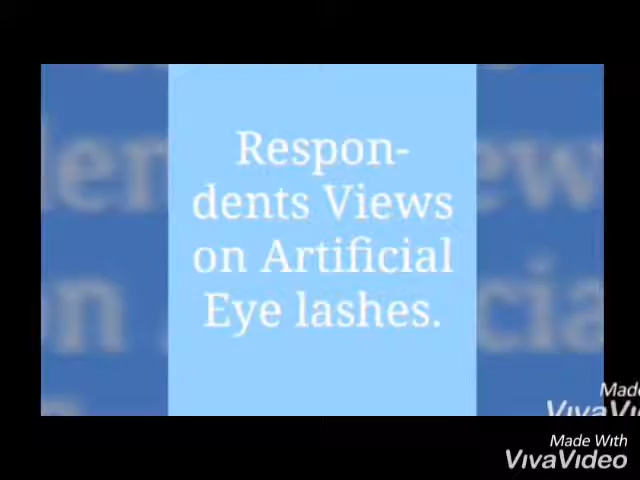 Respon-
dents Views
on Artificial
Eye lashes.
Made With
VivaVideo